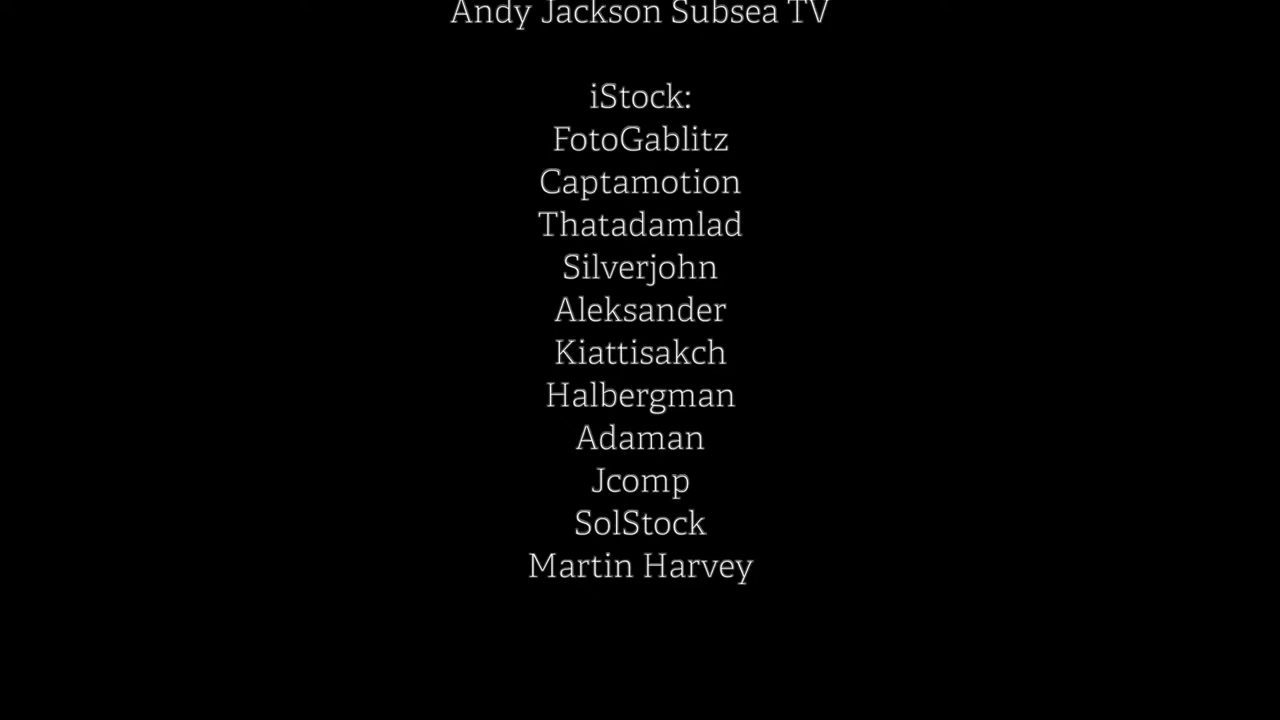 Andy Jackson Subsea TV
iStock:
FotoGablitz
Captamotion
Thatadamlad
Silverjohn
Aleksander
Kiattisakch
Halbergman
Adaman
Jcomp
SolStock
Martin Harvey